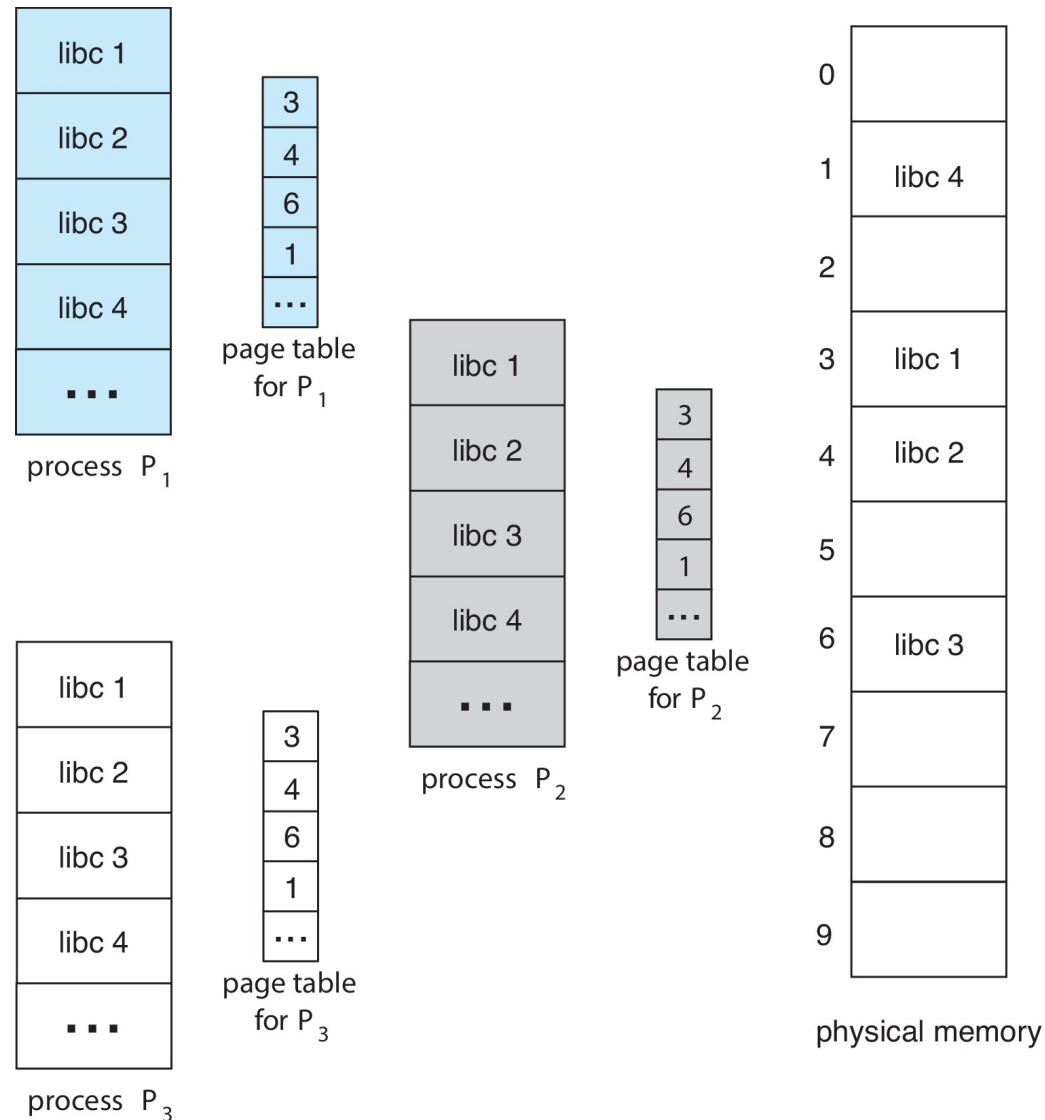 libc 1
libc 2
libc 3
libc 4
...
process P1
3
4
6
1
...
page table
for P1
libc 1
libc 2
libc 3
libc 4
...
process P2
3
4
6
1
...
page table
for P2
libc 1
libc 2
libc 3
libc 4
...
process P3
3
4
6
1
...
page table
for P3
0
1 libc 4
2
3 libc 1
4 libc 2
5
6 libc 3
7
8
9
physical memory